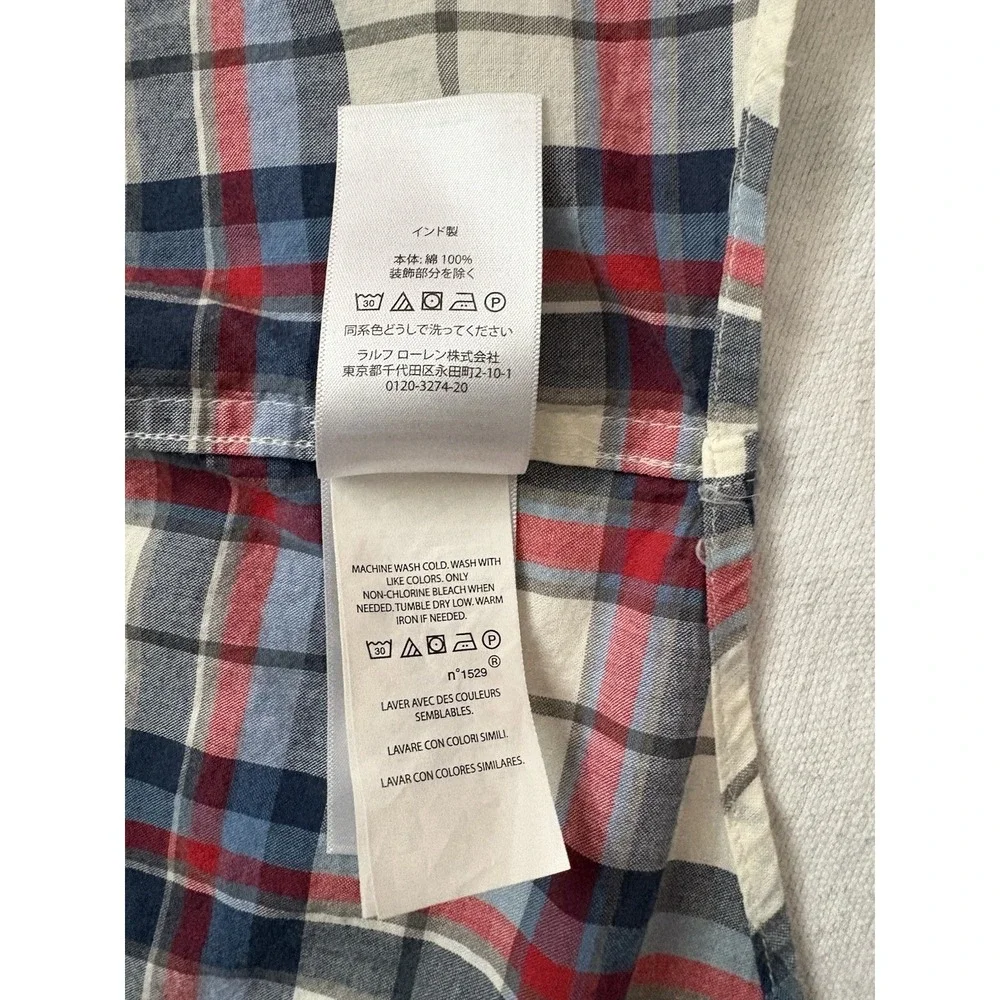 インド製
本体: 綿 100%
装飾部分を除く
30 P
同系色どうしで洗ってください
ラルフ ローレン株式会社
東京都千代田区永田町2-10-1
0120-3274-20
MACHINE WASH COLD. WASH WITH
LIKE COLORS. ONLY
NON-CHLORINE BLEACH WHEN
NEEDED. TUMBLE DRY LOW. WARM
IRON IF NEEDED.
30 P
n°1529 ®
LAVER AVEC DES COULEURS
SEMBLABLES.
LAVARE CON COLORI SIMILI.
LAVAR CON COLORES SIMILARES.